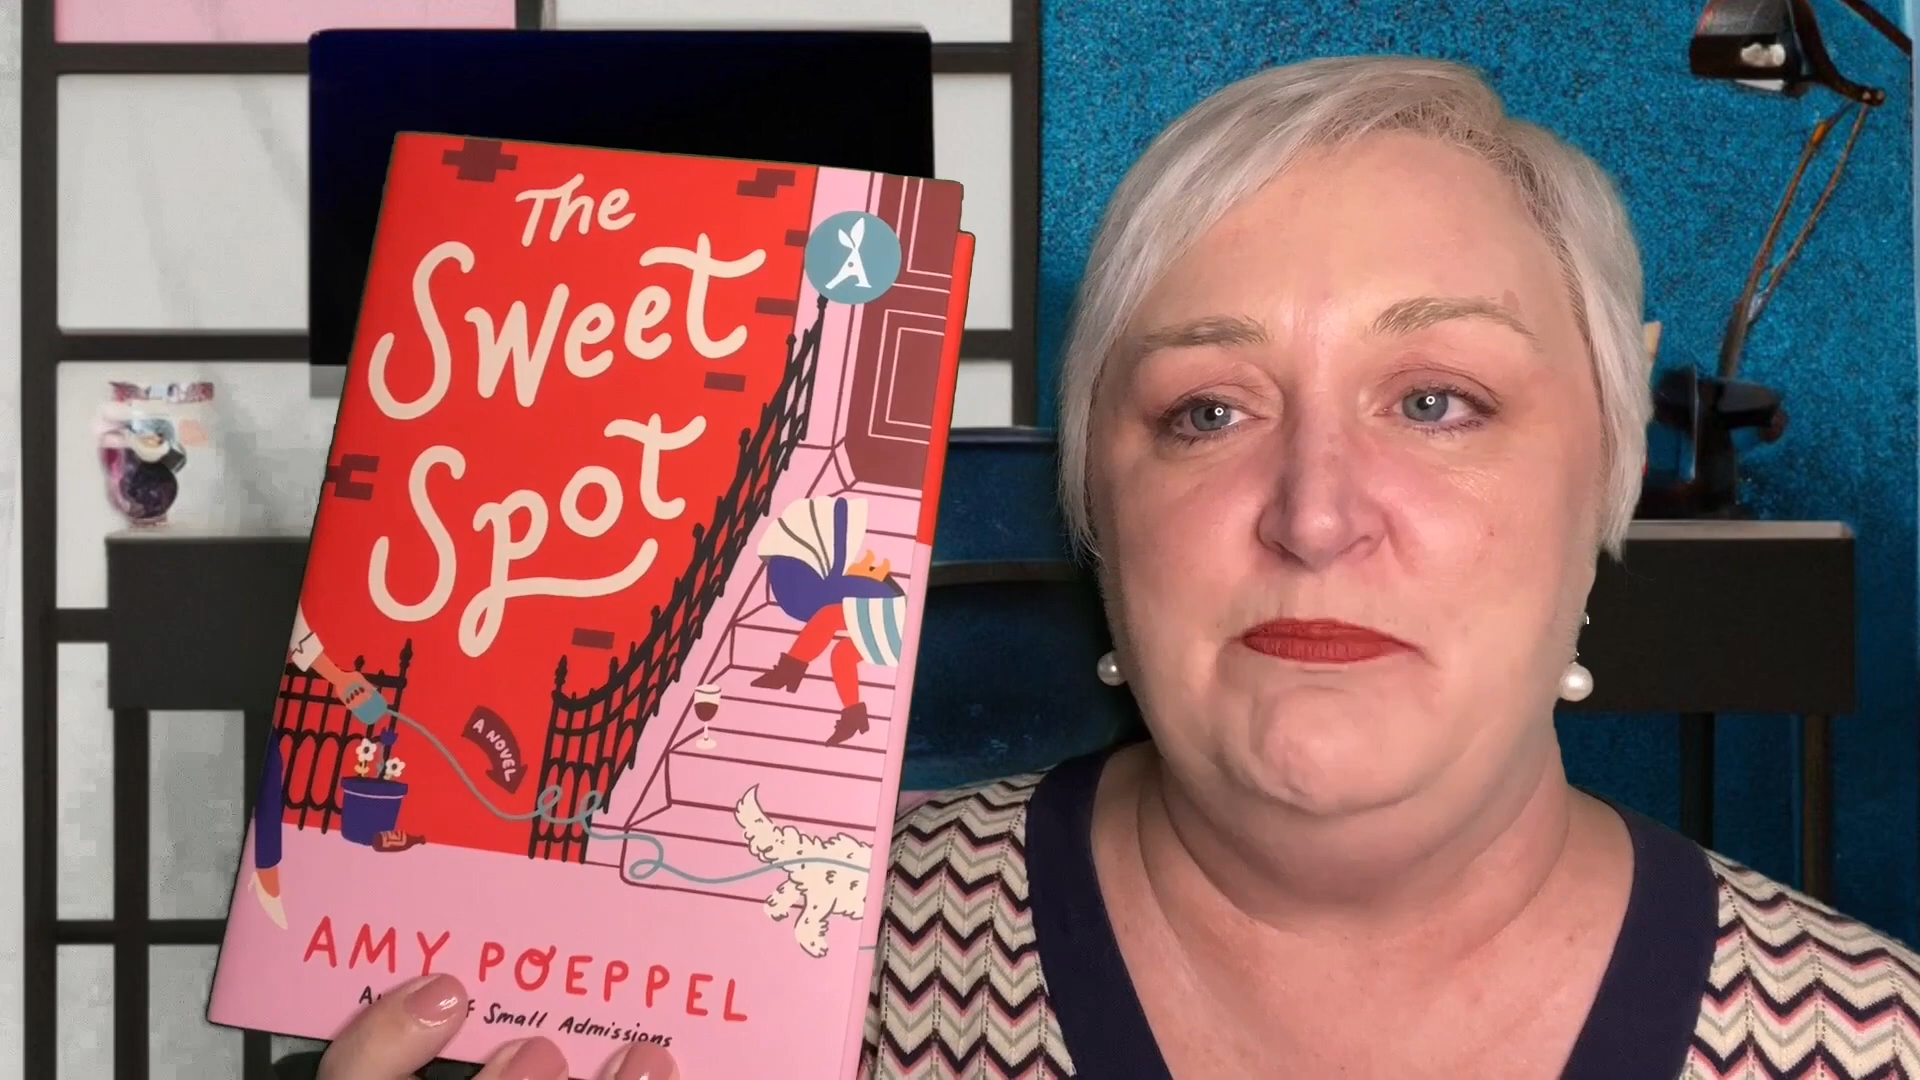 The
Sweet
Spot
A NOVEL
AMY POEPPEL
Small Admissions